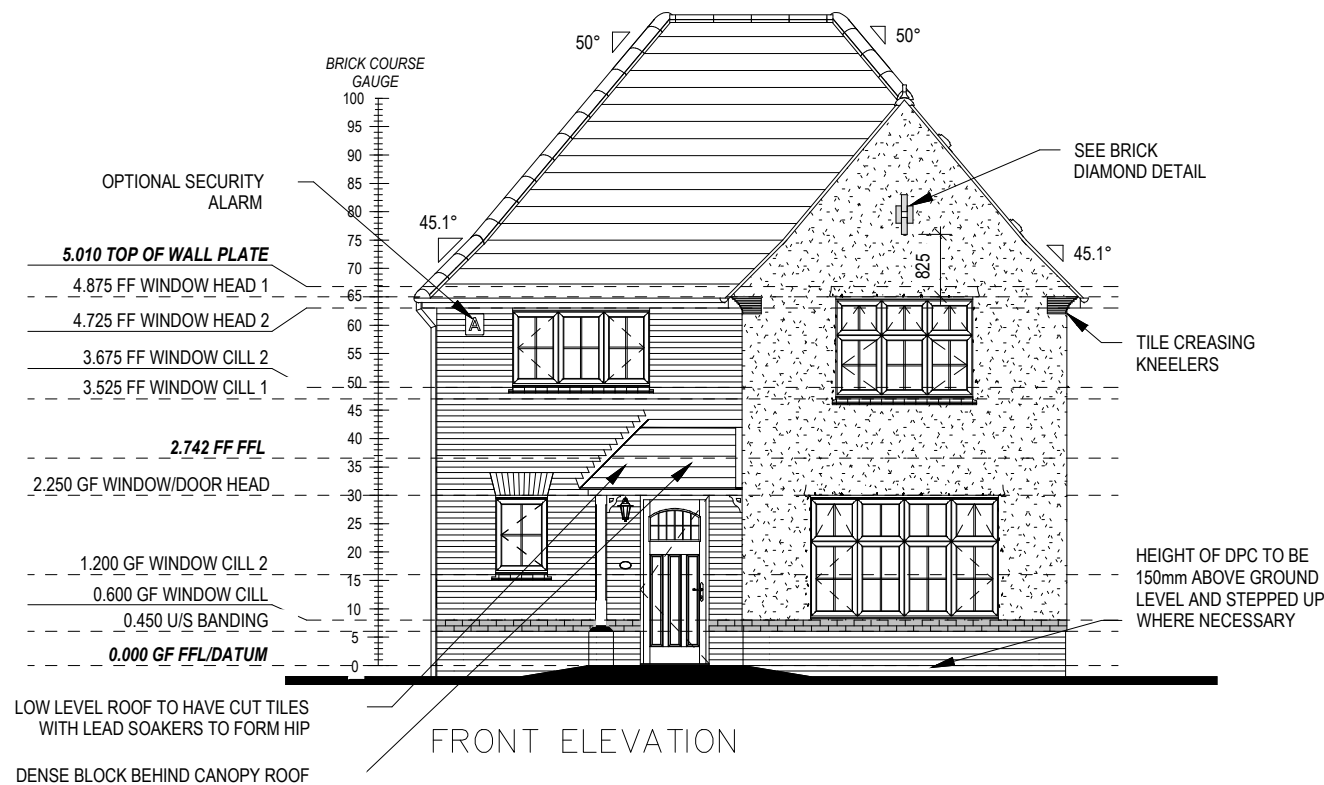 50°
50°
BRICK COURSE
GAUGE
100
95
90
85
80
75
70
65
60
55
50
45
40
35
30
25
20
15
10
5
0
OPTIONAL SECURITY
ALARM
SEE BRICK
DIAMOND DETAIL
45.1°
45.1°
825
5.010 TOP OF WALL PLATE
4.875 FF WINDOW HEAD 1
4.725 FF WINDOW HEAD 2
A
TILE CREASING
KNEELERS
3.675 FF WINDOW CILL 2
3.525 FF WINDOW CILL 1
2.742 FF FFL
2.250 GF WINDOW/DOOR HEAD
1.200 GF WINDOW CILL 2
0.600 GF WINDOW CILL
0.450 U/S BANDING
0.000 GF FFL/DATUM
HEIGHT OF DPC TO BE
150mm ABOVE GROUND
LEVEL AND STEPPED UP
WHERE NECESSARY
LOW LEVEL ROOF TO HAVE CUT TILES
WITH LEAD SOAKERS TO FORM HIP
DENSE BLOCK BEHIND CANOPY ROOF
FRONT ELEVATION